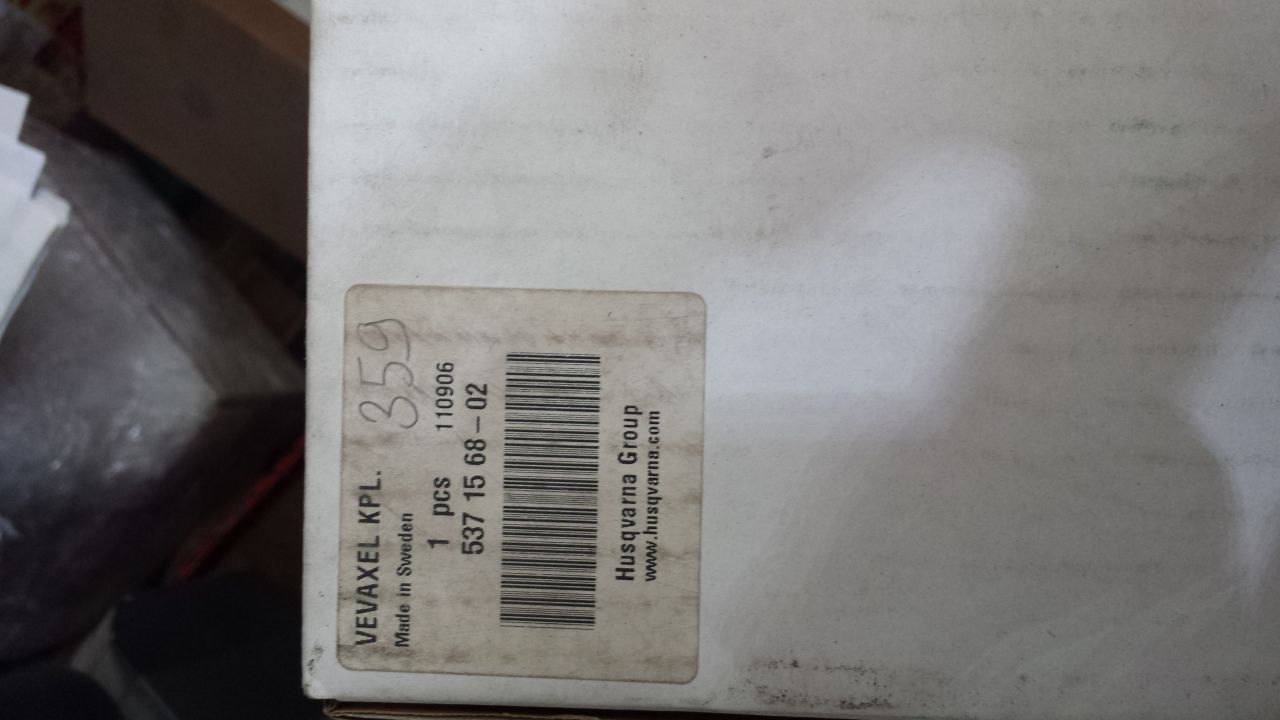 VEVAXEL KPL. 359
Made in Sweden
1 pcs 110906
537 15 68-02
Husqvarna Group
www.husqvarna.com